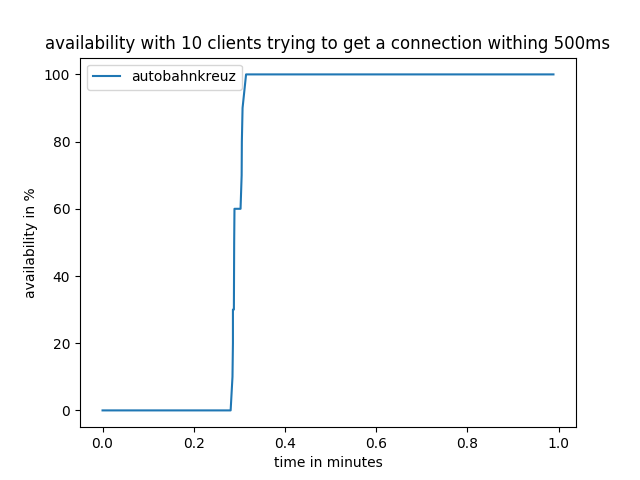 availability with 10 clients trying to get a connection withing 500ms
autobahnkreuz
100
80
60
40
20
0
availability in %
0.0 0.2 0.4 0.6 0.8 1.0
time in minutes